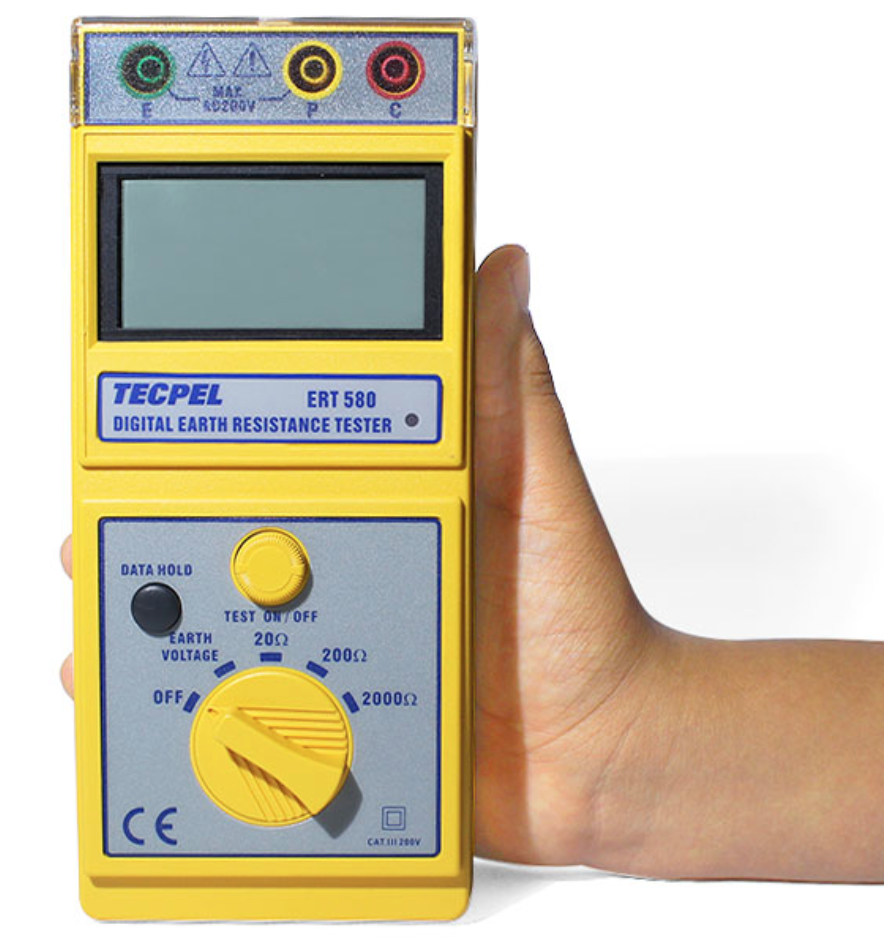 MAX.
AC200V
E P C
TECPEL ERT 580
DIGITAL EARTH RESISTANCE TESTER
DATA HOLD
TEST ON / OFF
EARTH
VOLTAGE
20Ω
200Ω
OFF
2000Ω
CE
CAT.III 200V